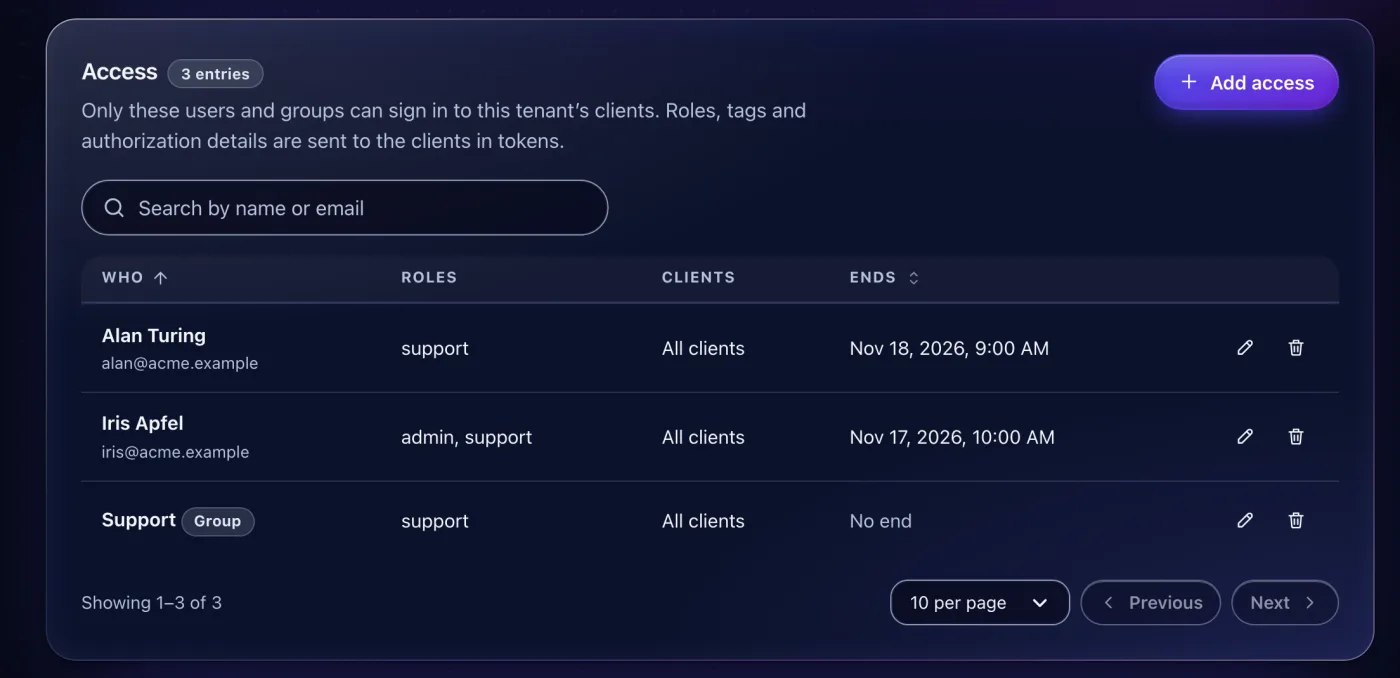 Access 3 entries
+ Add access
Only these users and groups can sign in to this tenant’s clients. Roles, tags and
authorization details are sent to the clients in tokens.
Search by name or email
WHO ROLES CLIENTS ENDS
Alan Turing
alan@acme.example
support All clients Nov 18, 2026, 9:00 AM
Iris Apfel
iris@acme.example
admin, support All clients Nov 17, 2026, 10:00 AM
Support Group support All clients No end
Showing 1–3 of 3 10 per page Previous Next